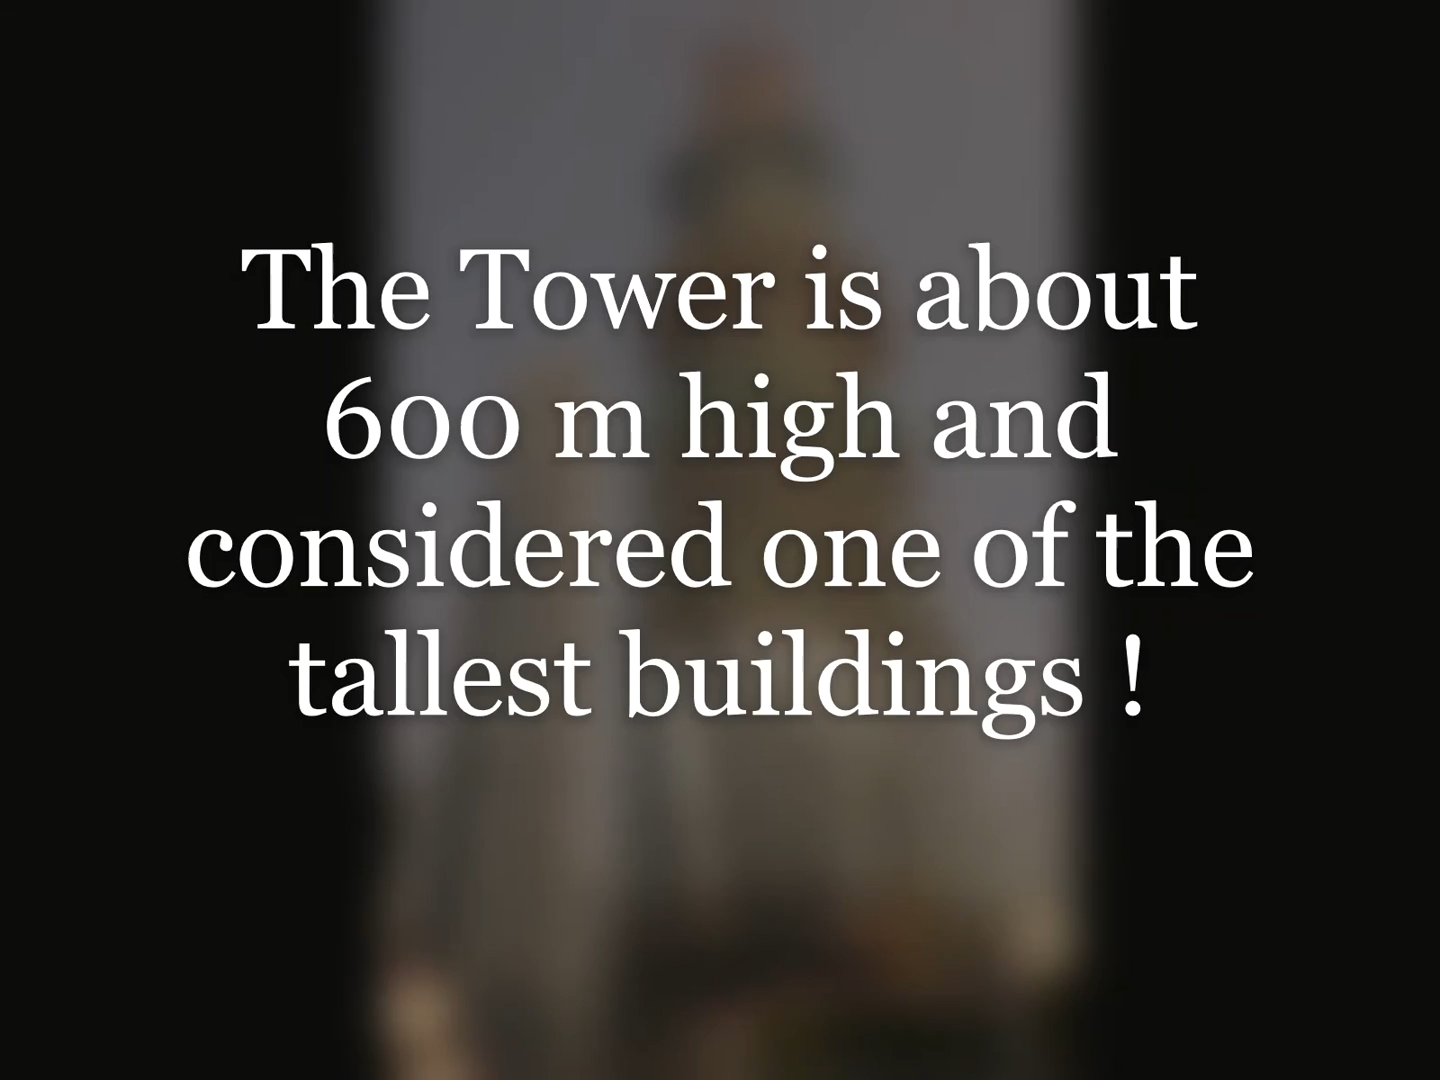 The Tower is about
600 m high and
considered one of the
tallest buildings !